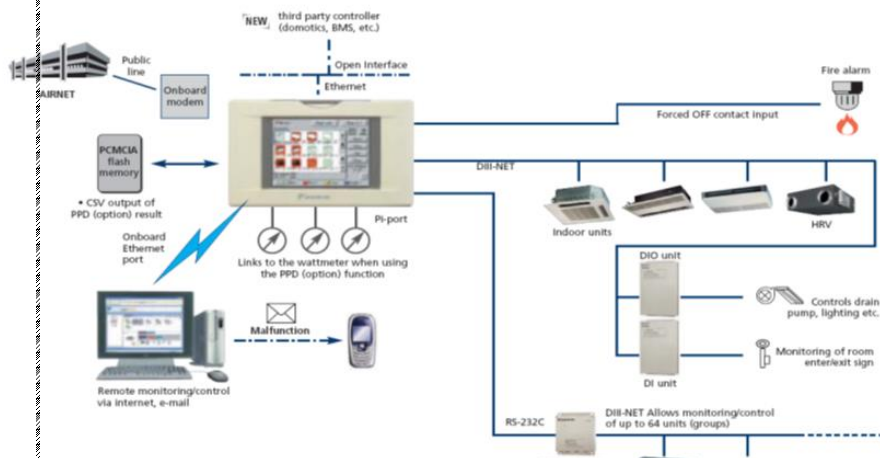 NEW
third party controller
(domotics, BMS, etc.)
Open Interface
Ethernet
Public
line
AIRNET
Onboard
modem
Fire alarm
Forced OFF contact input
PCMCIA
flash
memory
• CSV output of
PPD (option) result
DIII-NET
Indoor units
HRV
PI-port
Onboard
Ethernet
port
Links to the wattmeter when using
the PPD (option) function
DIO unit
Controls drain
pump, lighting etc.
Malfunction
Monitoring of room
enter/exit sign
DI unit
Remote monitoring/control
via internet, e-mail
RS-232C
DIII-NET Allows monitoring/control
of up to 64 units (groups)